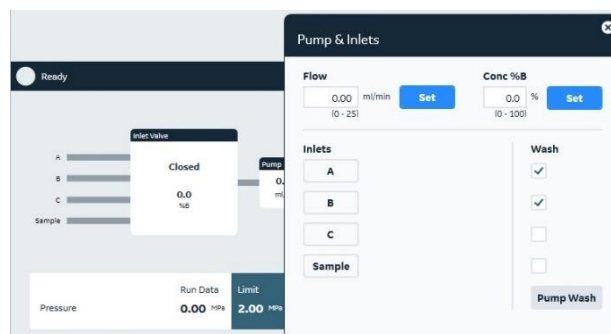 Pump & Inlets
Ready
Flow
Conc %B
0.00 ml/min Set
0.0 % Set
(0 - 25)
(0 - 100)
Inlet Valve
Closed
0.0
%B
A
B
C
Sample
Pump
0.
ml
Inlets
Wash
A
B
C
Sample
Pump Wash
Run Data
Limit
Pressure
0.00 MPa
2.00 MPa